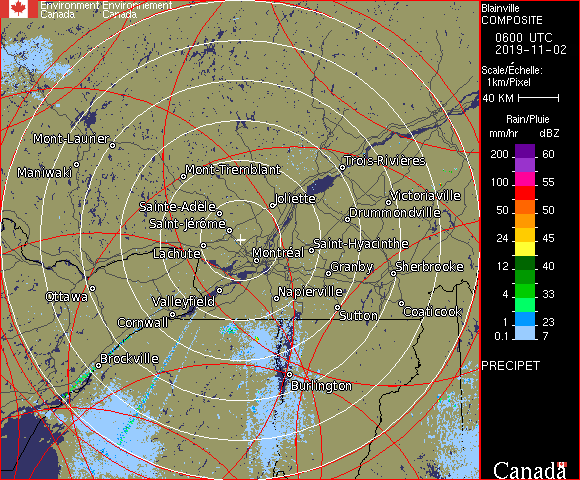 Environment Environnement
Canada Canada
Blainville
COMPOSITE
0600 UTC
2019-11-02
Scale/Échelle:
1km/Pixel
40 KM
Rain/Pluie
mm/hr dBZ
200 60
100 55
50 50
24 45
12 40
4 33
1 23
0.1 7
PRECIPET
Canada
Mont-Laurier
Maniwaki
Mont-Tremblant
Trois-Rivières
Sainte-Adèle
Joliette
Victoriaville
Saint-Jérôme
Drummondville
Lachute
Montréal
Saint-Hyacinthe
Granby
Sherbrooke
Ottawa
Valleyfield
Napierville
Cornwall
Sutton
Coaticook
Brockville
Burlington